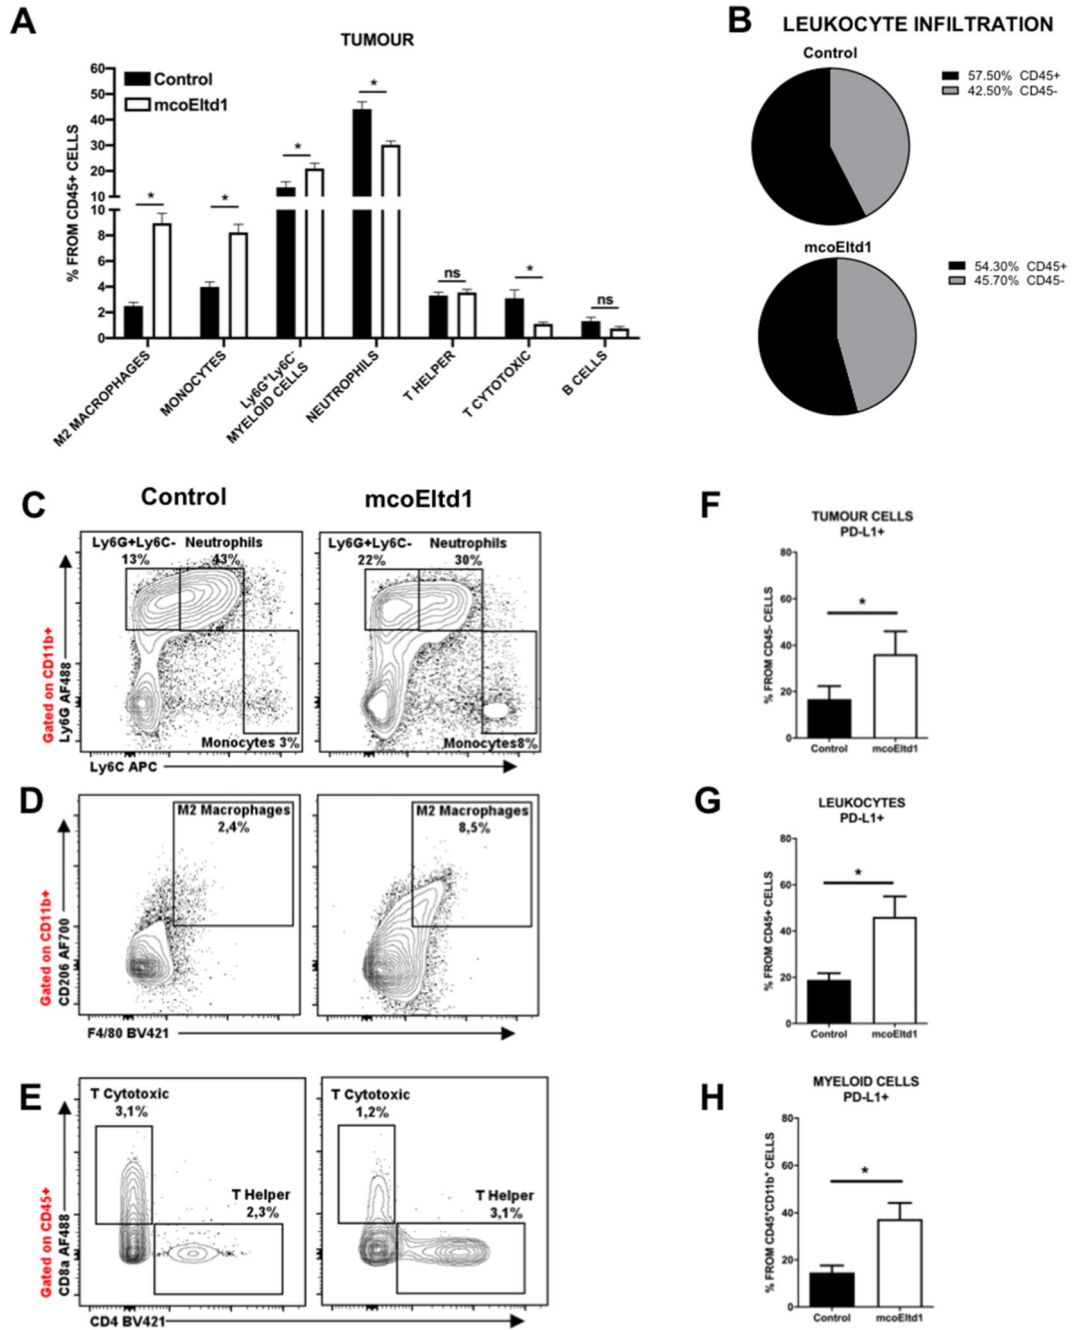 A
TUMOUR
60
50
40
30
20
10
10
8
6
4
2
0
% FROM CD45+ CELLS
Control
mcoEltd1
*
*
*
*
ns
*
ns
M2 MACROPHAGES
MONOCYTES
Ly6G⁺Ly6C⁻
MYELOID CELLS
NEUTROPHILS
T HELPER
T CYTOTOXIC
B CELLS
B
LEUKOCYTE INFILTRATION
Control
57.50% CD45+
42.50% CD45-
mcoEltd1
54.30% CD45+
45.70% CD45-
C
Control
mcoEltd1
Ly6G+Ly6C-
13%
Neutrophils
43%
Monocytes 3%
Ly6G+Ly6C-
22%
Neutrophils
30%
Monocytes8%
Gated on CD11b+
Ly6G AF488
Ly6C APC
D
M2 Macrophages
2,4%
M2 Macrophages
8,5%
Gated on CD11b+
CD206 AF700
F4/80 BV421
E
T Cytotoxic
3,1%
T Helper
2,3%
T Cytotoxic
1,2%
T Helper
3,1%
Gated on CD45+
CD8a AF488
CD4 BV421
F
TUMOUR CELLS
PD-L1+
80
60
40
20
0
% FROM CD45- CELLS
*
Control
mcoEltd1
G
LEUKOCYTES
PD-L1+
80
60
40
20
0
% FROM CD45+ CELLS
*
Control
mcoEltd1
H
MYELOID CELLS
PD-L1+
80
60
40
20
0
% FROM CD45⁺CD11b⁺ CELLS
*
Control
mcoEltd1